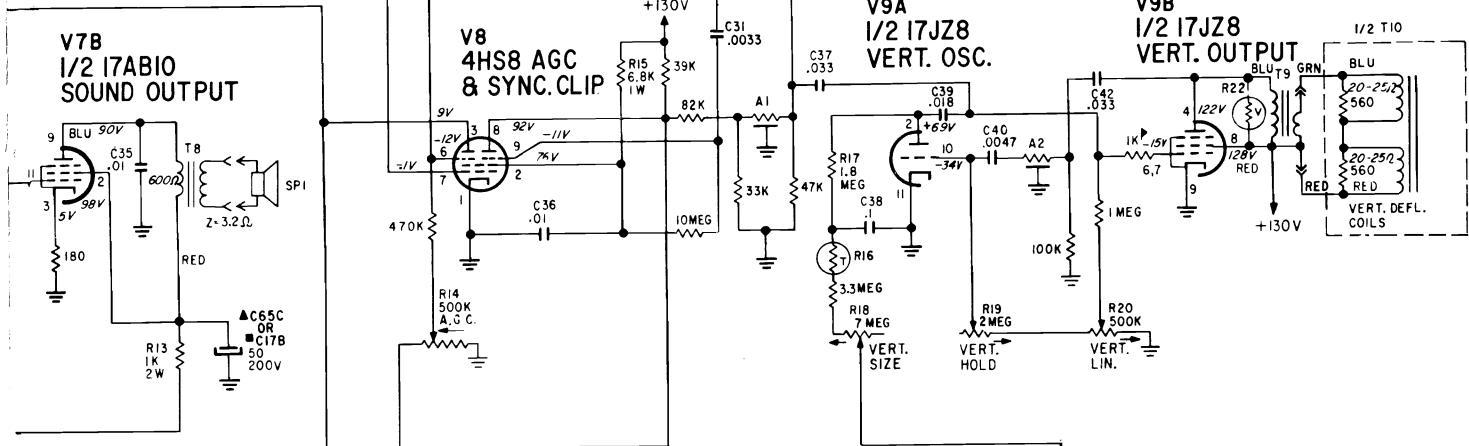 V7B
1/2 17AB10
SOUND OUTPUT
9
BLU
90V
11
2
3
5V
98V
180
C35
.01
600Ω
T8
Z=3.2Ω
SP1
RED
R13
1K
2W
▲C65C
OR
■C17B
50
200V
V8
4HS8 AGC
& SYNC. CLIP
9V
-12V
-1V
3
8
6
7
9
2
1
92V
-11V
76V
470K
R14
500K
A.G.C.
C36
.01
+130V
R15
6.8K
1W
39K
C31
.0033
82K
A1
10MEG
33K
47K
C37
.033
V9A
1/2 17JZ8
VERT. OSC.
C39
.018
2
+69V
10
-34V
11
R17
1.8
MEG
C38
.1
T
R16
3.3MEG
R18
7 MEG
VERT.
SIZE
C40
.0047
A2
R19
2MEG
VERT.
HOLD
100K
C42
.033
1 MEG
R20
500K
VERT.
LIN.
V9B
1/2 17JZ8
VERT. OUTPUT
1K
-15V
6,7
4
122V
8
128V
9
R22
V
BLU
T9
GRN
RED
+130V
RED
1/2 T10
BLU
20-25Ω
560
20-25Ω
560
RED
VERT. DEFL.
COILS